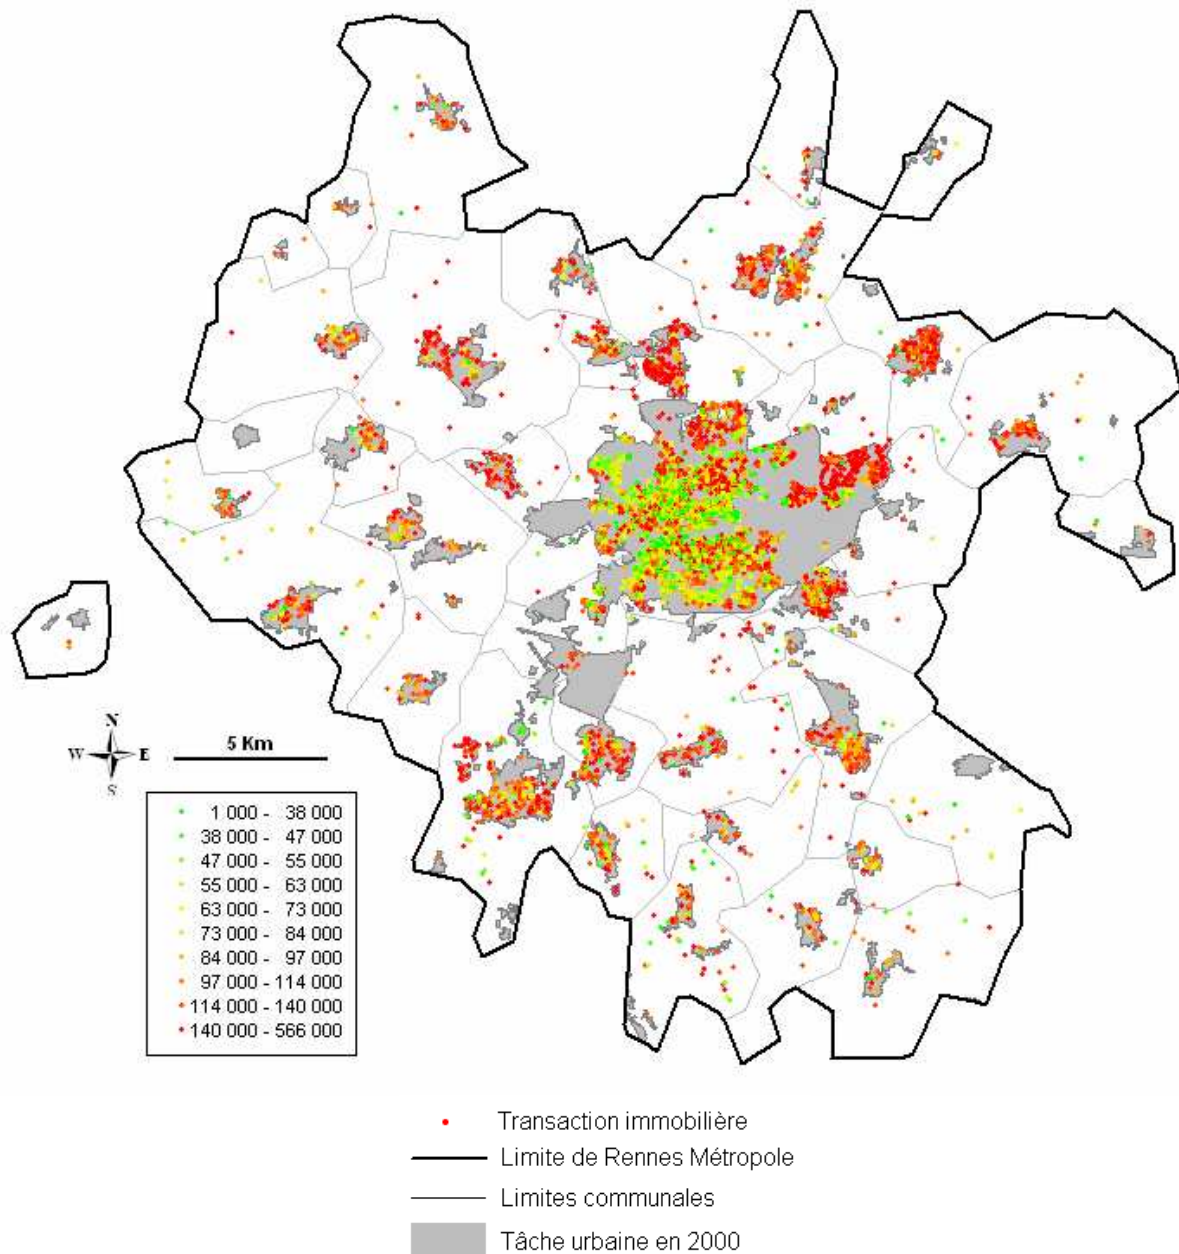 N
W E
S
5 Km
1 000 - 38 000
38 000 - 47 000
47 000 - 55 000
55 000 - 63 000
63 000 - 73 000
73 000 - 84 000
84 000 - 97 000
97 000 - 114 000
114 000 - 140 000
140 000 - 566 000
Transaction immobilière
Limite de Rennes Métropole
Limites communales
Tâche urbaine en 2000